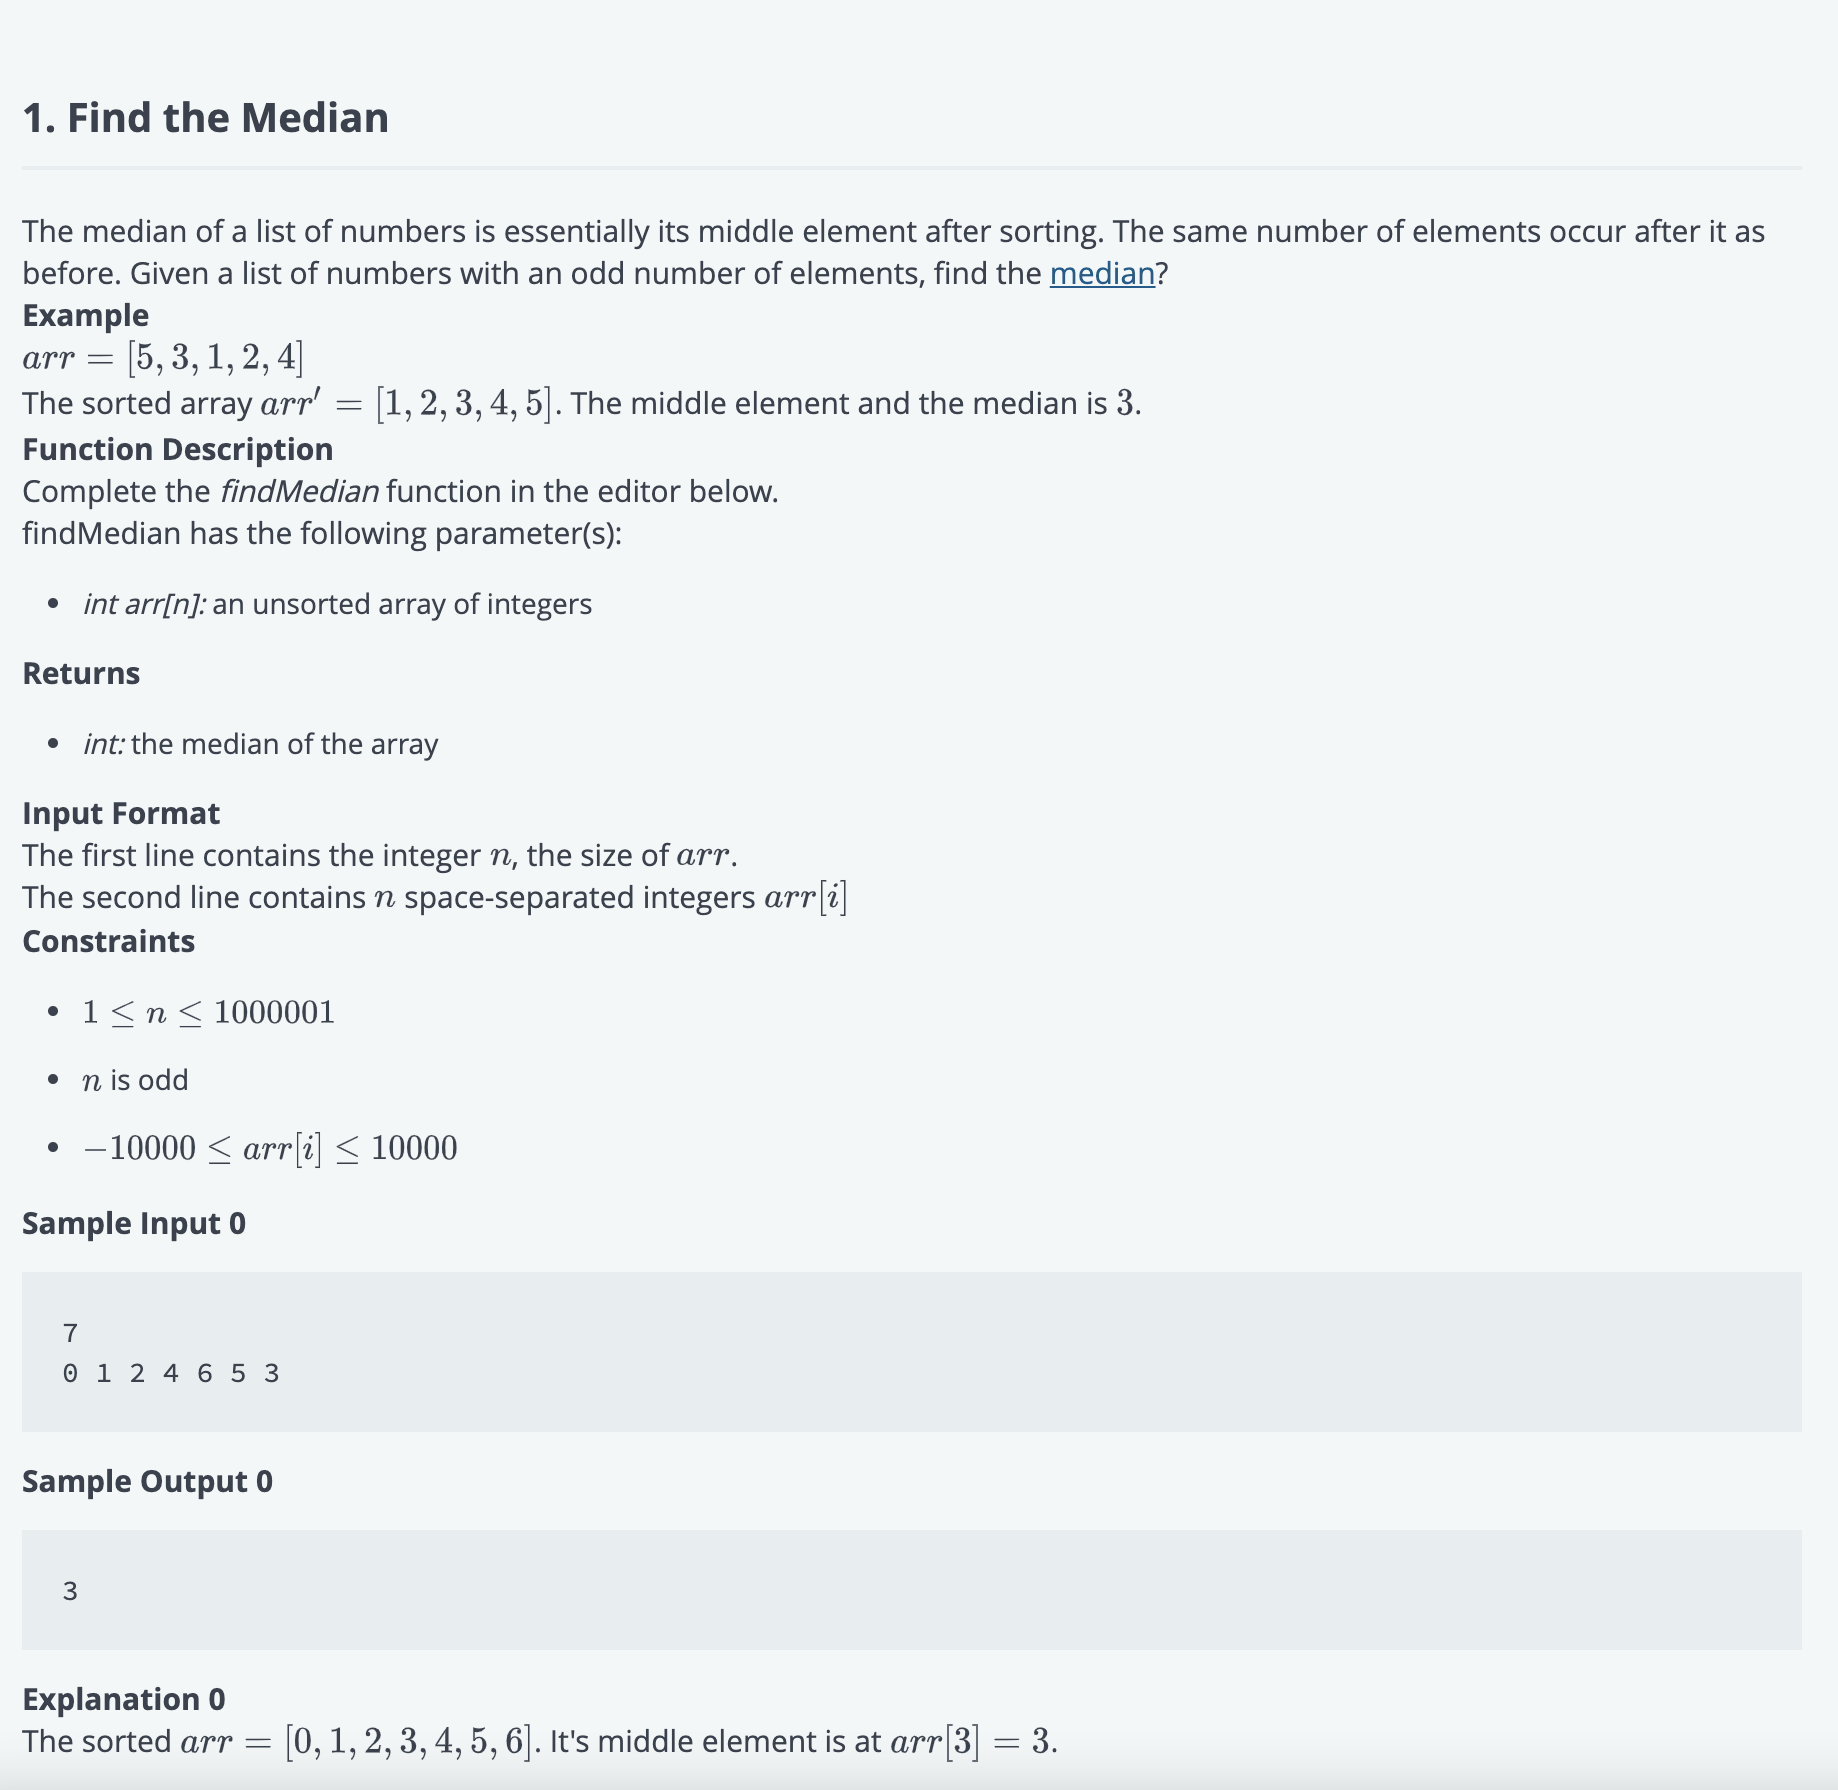 1. Find the Median
The median of a list of numbers is essentially its middle element after sorting. The same number of elements occur after it as
before. Given a list of numbers with an odd number of elements, find the median?
Example
arr = [5, 3, 1, 2, 4]
The sorted array arr′ = [1, 2, 3, 4, 5]. The middle element and the median is 3.
Function Description
Complete the findMedian function in the editor below.
findMedian has the following parameter(s):
• int arr[n]: an unsorted array of integers
Returns
• int: the median of the array
Input Format
The first line contains the integer n, the size of arr.
The second line contains n space-separated integers arr[i]
Constraints
• 1 ≤ n ≤ 1000001
• n is odd
• −10000 ≤ arr[i] ≤ 10000
Sample Input 0
7
0 1 2 4 6 5 3
Sample Output 0
3
Explanation 0
The sorted arr = [0, 1, 2, 3, 4, 5, 6]. It's middle element is at arr[3] = 3.